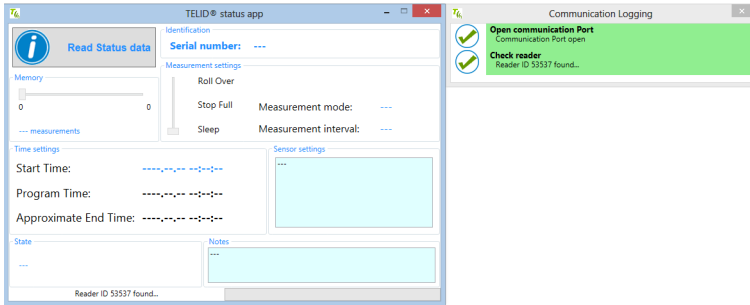 TELID® status app
Read Status data
Identification
Serial number: ---
Measurement settings
Roll Over
Stop Full
Sleep
Measurement mode: ---
Measurement interval: ---
Memory
0 0
--- measurements
Time settings
Start Time: ----.--.-- --:--:--
Program Time: ----.--.-- --:--:--
Approximate End Time: ----.--.-- --:--:--
Sensor settings
---
State
---
Notes
---
Reader ID 53537 found...
Communication Logging
Open communication Port
Communication Port open
Check reader
Reader ID 53537 found...